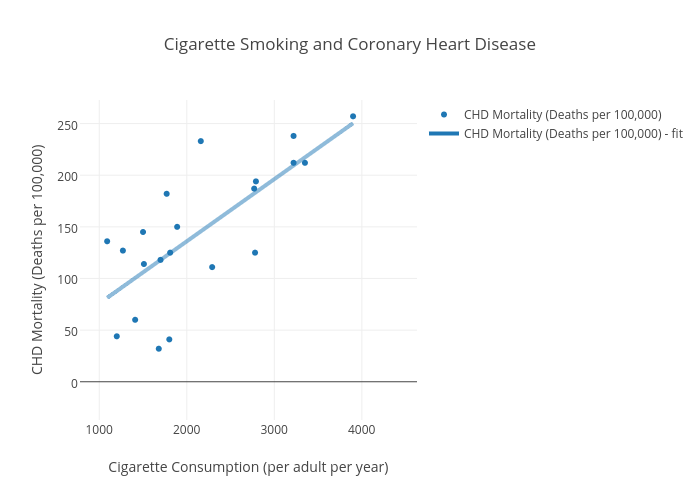 Cigarette Smoking and Coronary Heart Disease
CHD Mortality (Deaths per 100,000)
CHD Mortality (Deaths per 100,000) - fit
CHD Mortality (Deaths per 100,000)
250
200
150
100
50
0
1000 2000 3000 4000
Cigarette Consumption (per adult per year)